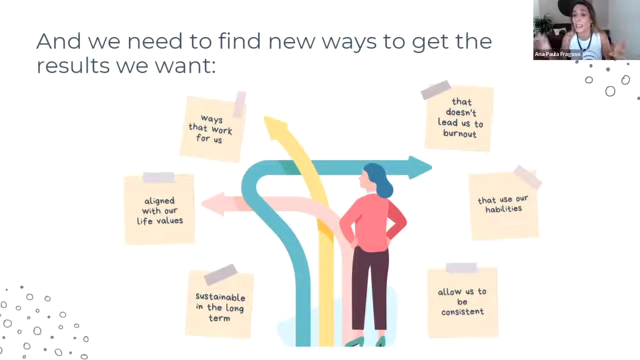 And we need to find new ways to get the
results we want:
Ana Paula Fragoso
ways
that work
for us
that
doesn't
lead us to
burnout
aligned
with our
life values
that use our
habilities
sustainable
in the long
term
allow us to
be
consistent